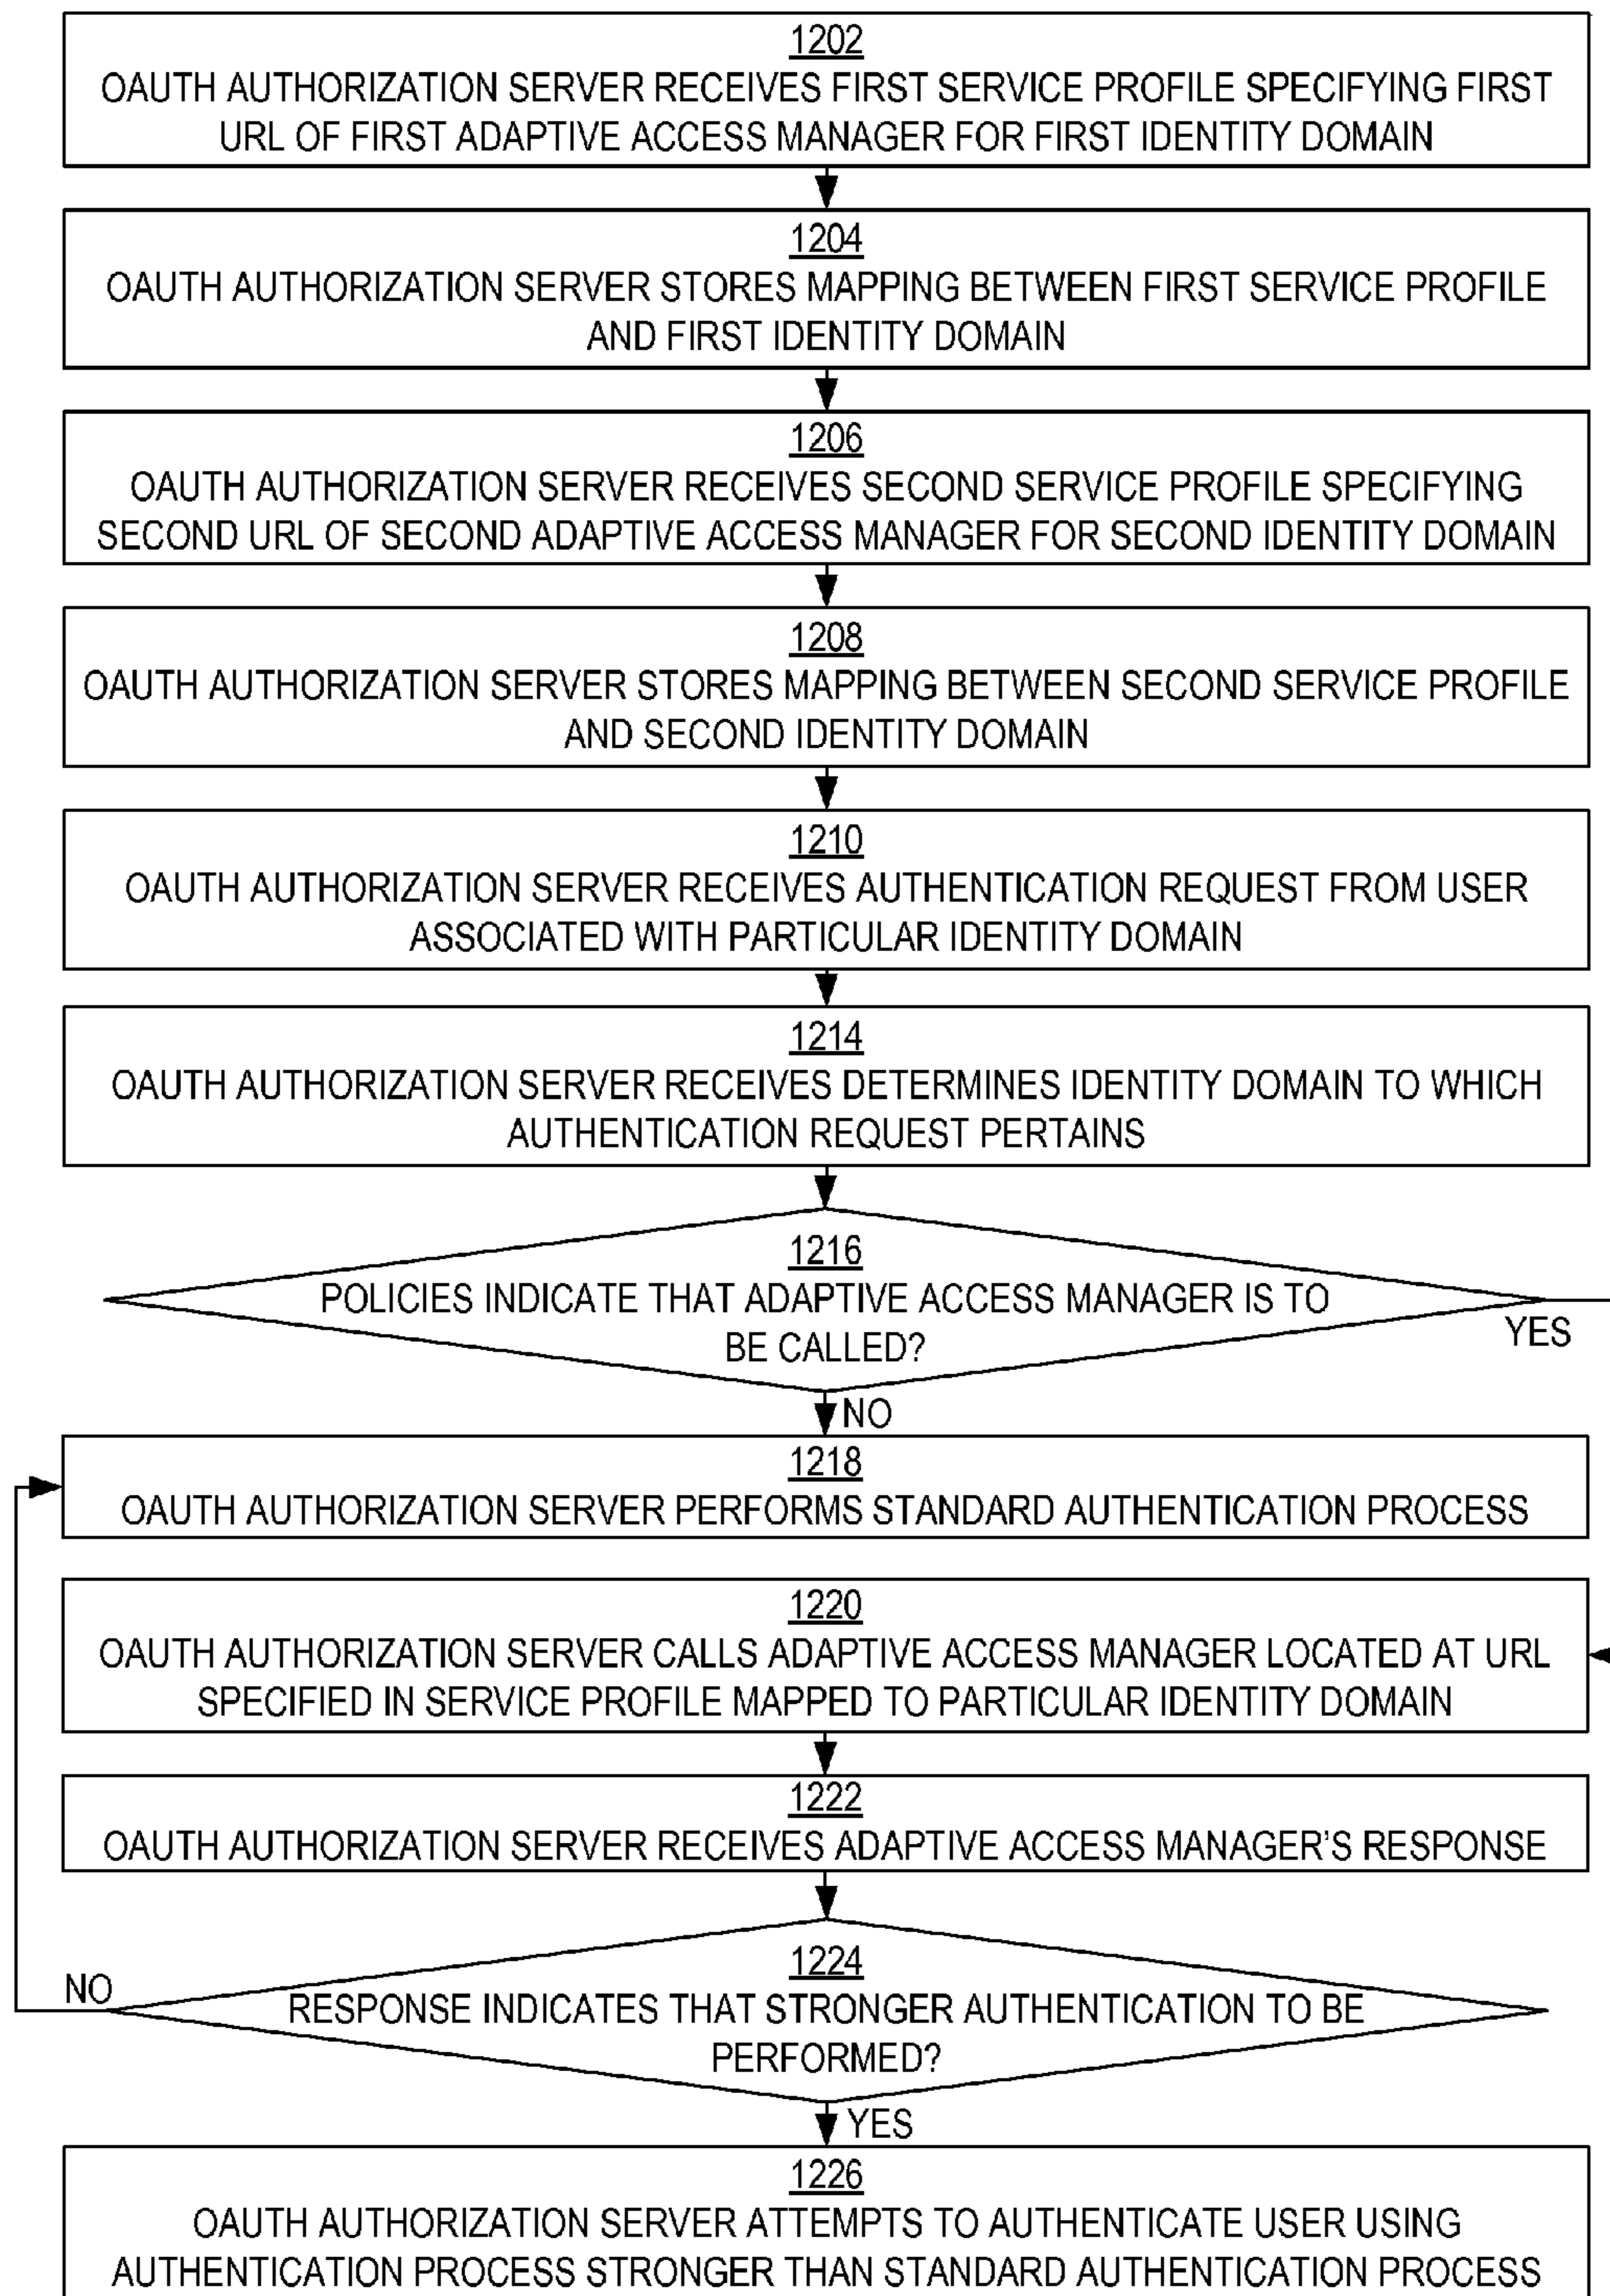 1202
OAUTH AUTHORIZATION SERVER RECEIVES FIRST SERVICE PROFILE SPECIFYING FIRST
URL OF FIRST ADAPTIVE ACCESS MANAGER FOR FIRST IDENTITY DOMAIN
1204
OAUTH AUTHORIZATION SERVER STORES MAPPING BETWEEN FIRST SERVICE PROFILE
AND FIRST IDENTITY DOMAIN
1206
OAUTH AUTHORIZATION SERVER RECEIVES SECOND SERVICE PROFILE SPECIFYING
SECOND URL OF SECOND ADAPTIVE ACCESS MANAGER FOR SECOND IDENTITY DOMAIN
1208
OAUTH AUTHORIZATION SERVER STORES MAPPING BETWEEN SECOND SERVICE PROFILE
AND SECOND IDENTITY DOMAIN
1210
OAUTH AUTHORIZATION SERVER RECEIVES AUTHENTICATION REQUEST FROM USER
ASSOCIATED WITH PARTICULAR IDENTITY DOMAIN
1214
OAUTH AUTHORIZATION SERVER RECEIVES DETERMINES IDENTITY DOMAIN TO WHICH
AUTHENTICATION REQUEST PERTAINS
1216
POLICIES INDICATE THAT ADAPTIVE ACCESS MANAGER IS TO
BE CALLED?
YES
NO
1218
OAUTH AUTHORIZATION SERVER PERFORMS STANDARD AUTHENTICATION PROCESS
1220
OAUTH AUTHORIZATION SERVER CALLS ADAPTIVE ACCESS MANAGER LOCATED AT URL
SPECIFIED IN SERVICE PROFILE MAPPED TO PARTICULAR IDENTITY DOMAIN
1222
OAUTH AUTHORIZATION SERVER RECEIVES ADAPTIVE ACCESS MANAGER'S RESPONSE
1224
NO
RESPONSE INDICATES THAT STRONGER AUTHENTICATION TO BE
PERFORMED?
YES
1226
OAUTH AUTHORIZATION SERVER ATTEMPTS TO AUTHENTICATE USER USING
AUTHENTICATION PROCESS STRONGER THAN STANDARD AUTHENTICATION PROCESS